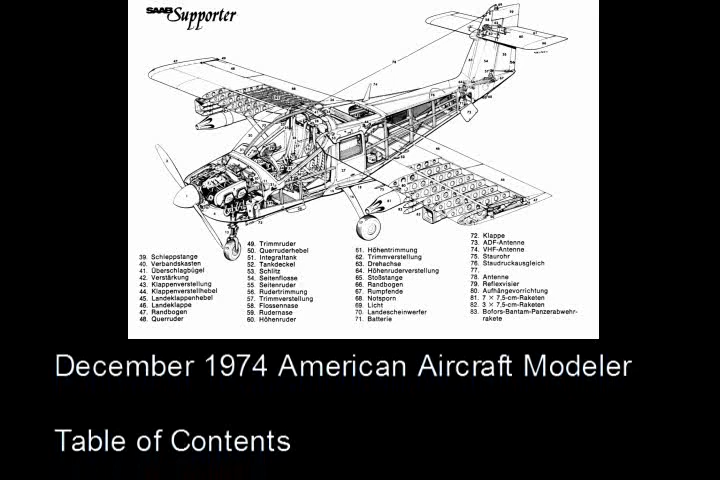 SAAB Supporter
39. Schleppstange
40. Verbandskasten
41. Überschlagbügel
42. Verstärkung
43. Klappenverstellung
44. Klappenverstellhebel
45. Landeklappenhebel
46. Landeklappe
47. Randbogen
48. Querruder
49. Trimmruder
50. Querruderhebel
51. Integraltank
52. Tankdeckel
53. Schlitz
54. Seitenflosse
55. Seitenruder
56. Rudertrimmung
57. Trimmverstellung
58. Flossennase
59. Rudernase
60. Höhenruder
61. Höhentrimmung
62. Trimmverstellung
63. Drehachse
64. Höhenruderverstellung
65. Stoßstange
66. Randbogen
67. Rumpfende
68. Notsporn
69. Licht
70. Landescheinwerfer
71. Batterie
72. Klappe
73. ADF-Antenne
74. VHF-Antenne
75. Staurohr
76. Staudruckausgleich
77.
78. Antenne
79. Reflexvisier
80. Aufhängevorrichtung
81. 7 × 7,5-cm-Raketen
82. 3 × 7,5-cm-Raketen
83. Bofors-Bantam-Panzerabwehr-
rakete
December 1974 American Aircraft Modeler
Table of Contents